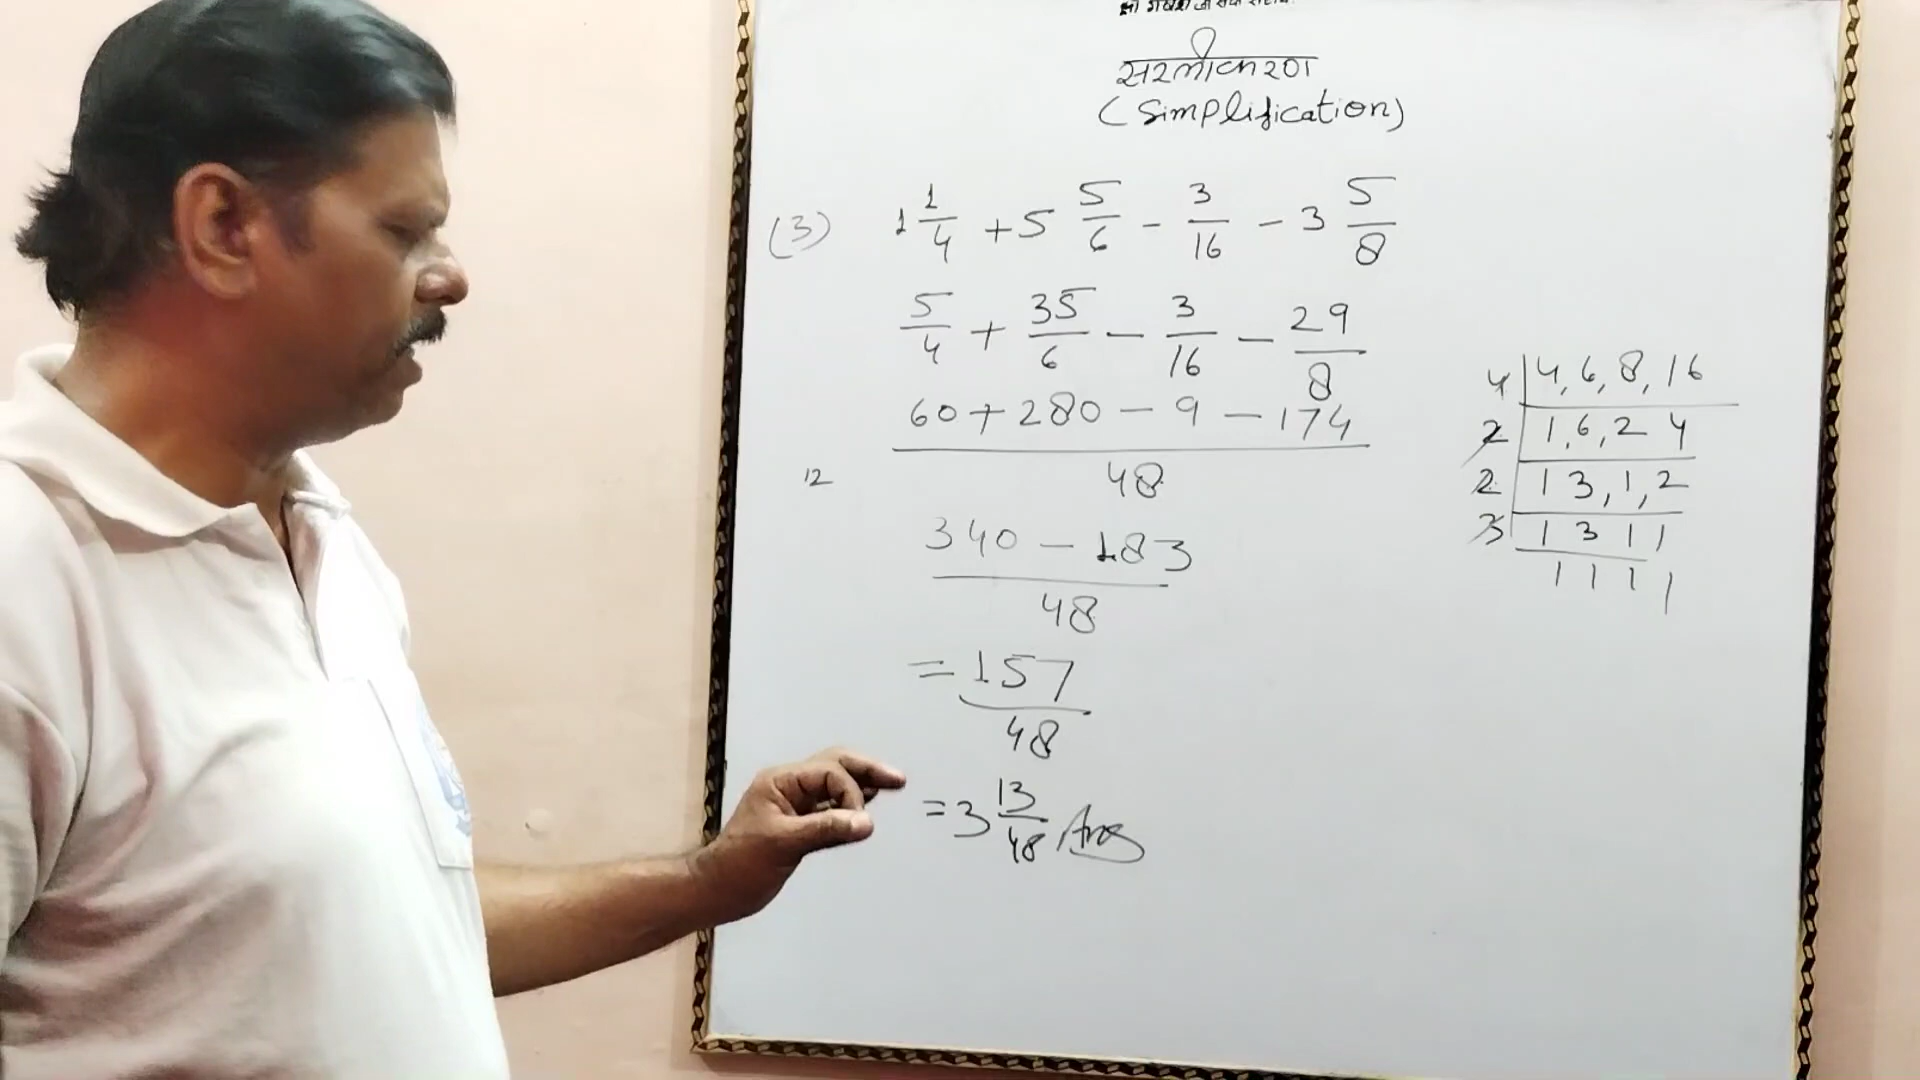 सरलीकरण
(Simplification)
(3) 1 1/4 + 5 5/6 - 3/16 - 3 5/8
5/4 + 35/6 - 3/16 - 29/8
60 + 280 - 9 - 174
12
48
340 - 183
48
= 157
48
= 3 13/48 Ans
4 | 4, 6, 8, 16
2 | 1, 6, 2 4
2 | 1 3, 1, 2
3 | 1 3 1 1
1 1 1 1